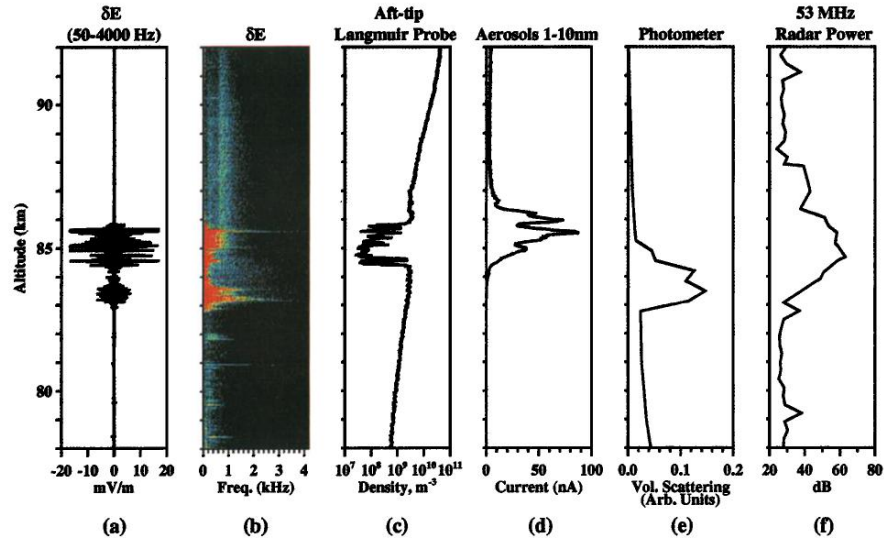 δE
(50-4000 Hz)
δE
Aft-tip
Langmuir Probe
Aerosols 1-10nm
Photometer
53 MHz
Radar Power
Altitude (km)
90
85
80
-20 -10 0 10 20
mV/m
(a)
0 1 2 3 4
Freq. (kHz)
(b)
10⁷ 10⁸ 10⁹ 10¹⁰ 10¹¹
Density, m⁻³
(c)
0 50 100
Current (nA)
(d)
0.0 0.1 0.2
Vol. Scattering
(Arb. Units)
(e)
20 40 60 80
dB
(f)